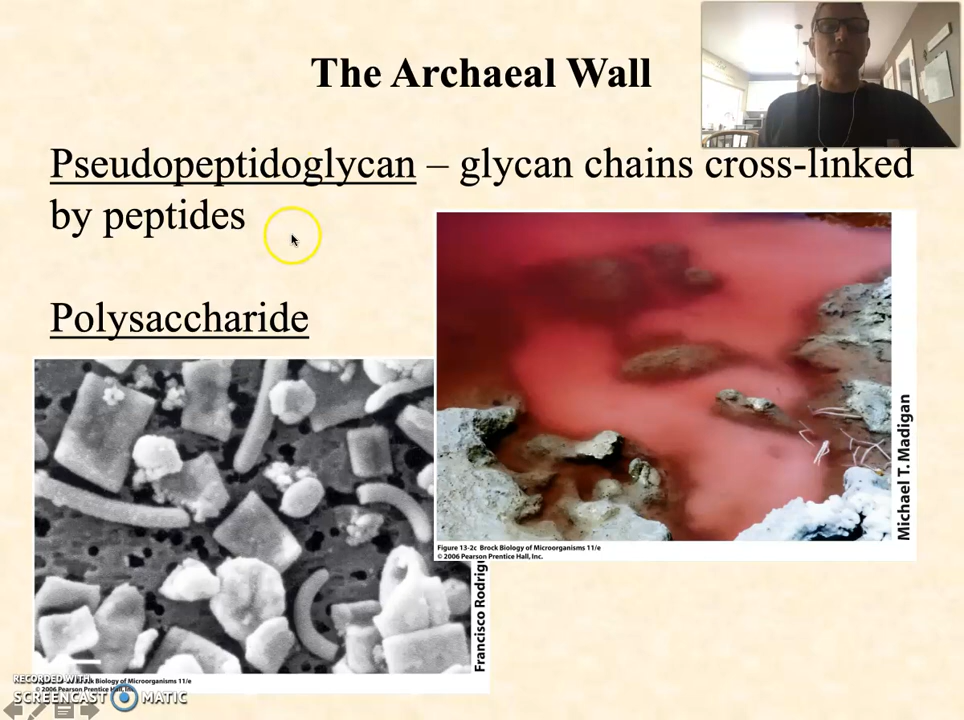 The Archaeal Wall
Pseudopeptidoglycan – glycan chains cross-linked
by peptides
Polysaccharide
Michael T. Madigan
Figure 13-2c Brock Biology of Microorganisms 11/e
© 2006 Pearson Prentice Hall, Inc.
Francisco Rodrig
RECORDED WITH
ck Biology of Microorganisms 11/e
© 2006 Pearson Prentice Hall, Inc.
SCREENCAST MATIC